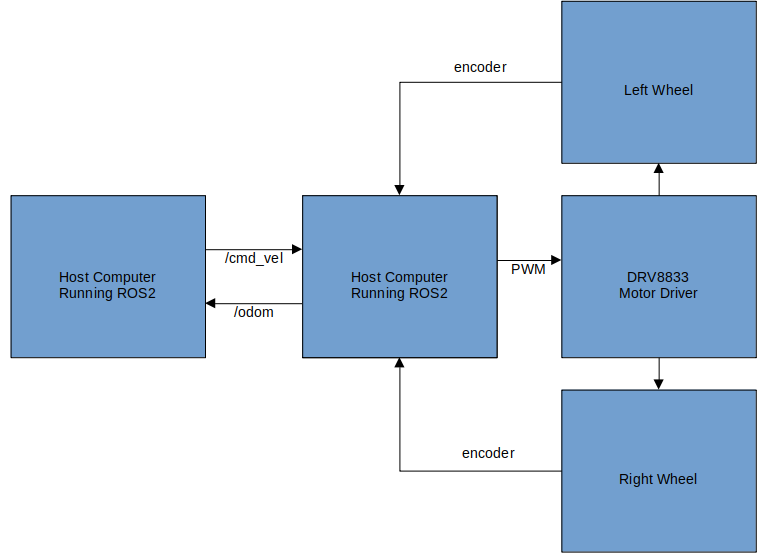 encoder
Left Wheel
Host Computer
Running ROS2
/cmd_vel
/odom
Host Computer
Running ROS2
PWM
DRV8833
Motor Driver
encoder
Right Wheel